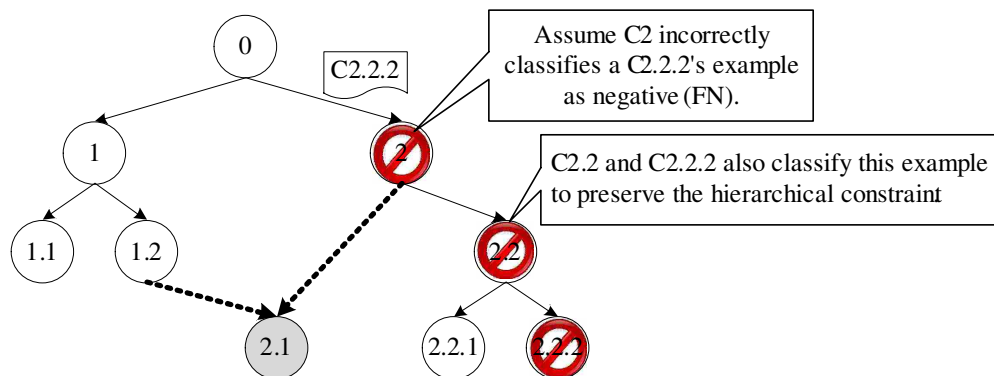 0
C2.2.2
Assume C2 incorrectly
classifies a C2.2.2's example
as negative (FN).
1
2
C2.2 and C2.2.2 also classify this example
to preserve the hierarchical constraint.
1.1
1.2
2.2
2.1
2.2.1
2.2.2